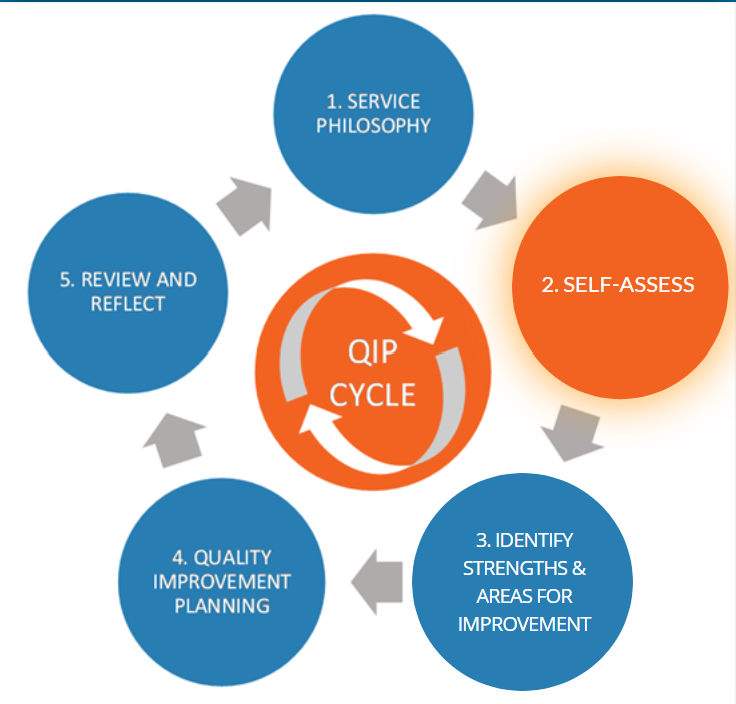 1. SERVICE
PHILOSOPHY
2. SELF-ASSESS
3. IDENTIFY
STRENGTHS &
AREAS FOR
IMPROVEMENT
4. QUALITY
IMPROVEMENT
PLANNING
5. REVIEW AND
REFLECT
QIP
CYCLE